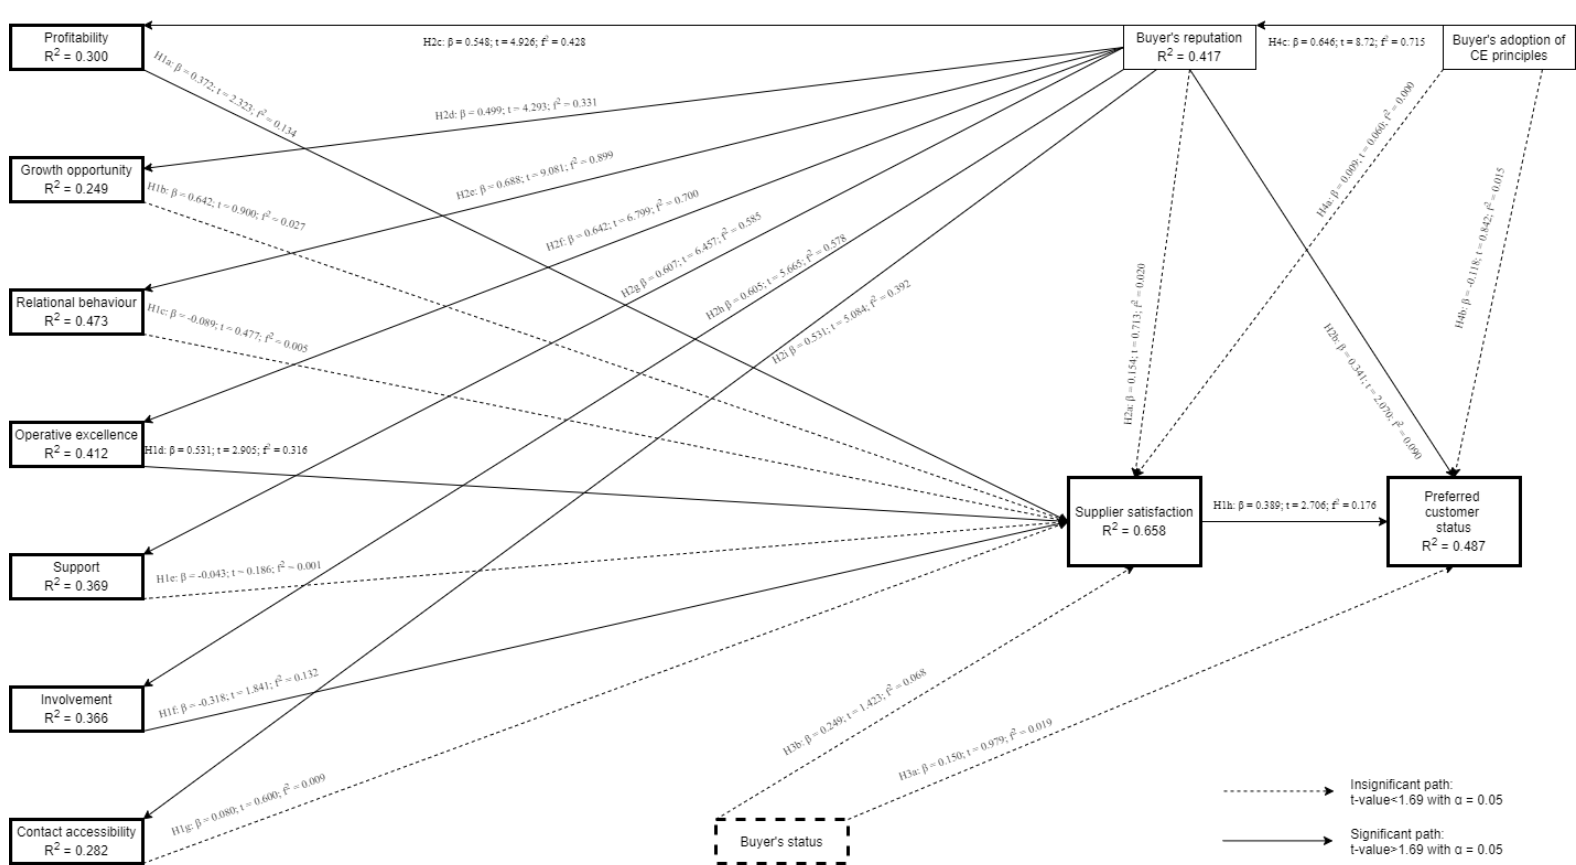 Profitability
R² = 0.300
Growth opportunity
R² = 0.249
Relational behaviour
R² = 0.473
Operative excellence
R² = 0.412
Support
R² = 0.369
Involvement
R² = 0.366
Contact accessibility
R² = 0.282
Buyer's reputation
R² = 0.417
Buyer's adoption of
CE principles
Supplier satisfaction
R² = 0.658
Preferred
customer
status
R² = 0.487
Buyer's status
H2c: β = 0.548; t = 4.926; f² = 0.428
H4c: β = 0.646; t = 8.72; f² = 0.715
H1a: β = 0.372; t = 2.323; f² = 0.134
H2d: β = 0.499; t = 4.293; f² = 0.331
H1b: β = 0.642; t = 0.900; f² = 0.027
H2e: β = 0.688; t = 9.081; f² = 0.899
H2f: β = 0.642; t = 6.799; f² = 0.700
H2g β = 0.607; t = 6.457; f² = 0.585
H2h β = 0.605; t = 5.665; f² = 0.578
H2i β = 0.531; t = 5.084; f² = 0.392
H4a: β = 0.009; t = 0.060; f² = 0.000
H4b: β = -0.118; t = 0.842; f² = 0.015
H2a: β = 0.154; t = 0.713; f² = 0.020
H2b: β = 0.341; t = 2.070; f² = 0.090
H1c: β = -0.089; t = 0.477; f² = 0.005
H1d: β = 0.531; t = 2.905; f² = 0.316
H1h: β = 0.389; t = 2.706; f² = 0.176
H1e: β = -0.043; t = 0.186; f² = 0.001
H1f: β = -0.318; t = 1.841; f² = 0.132
H1g: β = 0.080; t = 0.600; f² = 0.009
H3b: β = 0.249; t = 1.423; f² = 0.068
H3a: β = 0.150; t = 0.979; f² = 0.019
Insignificant path:
t-value<1.69 with α = 0.05
Significant path:
t-value>1.69 with α = 0.05